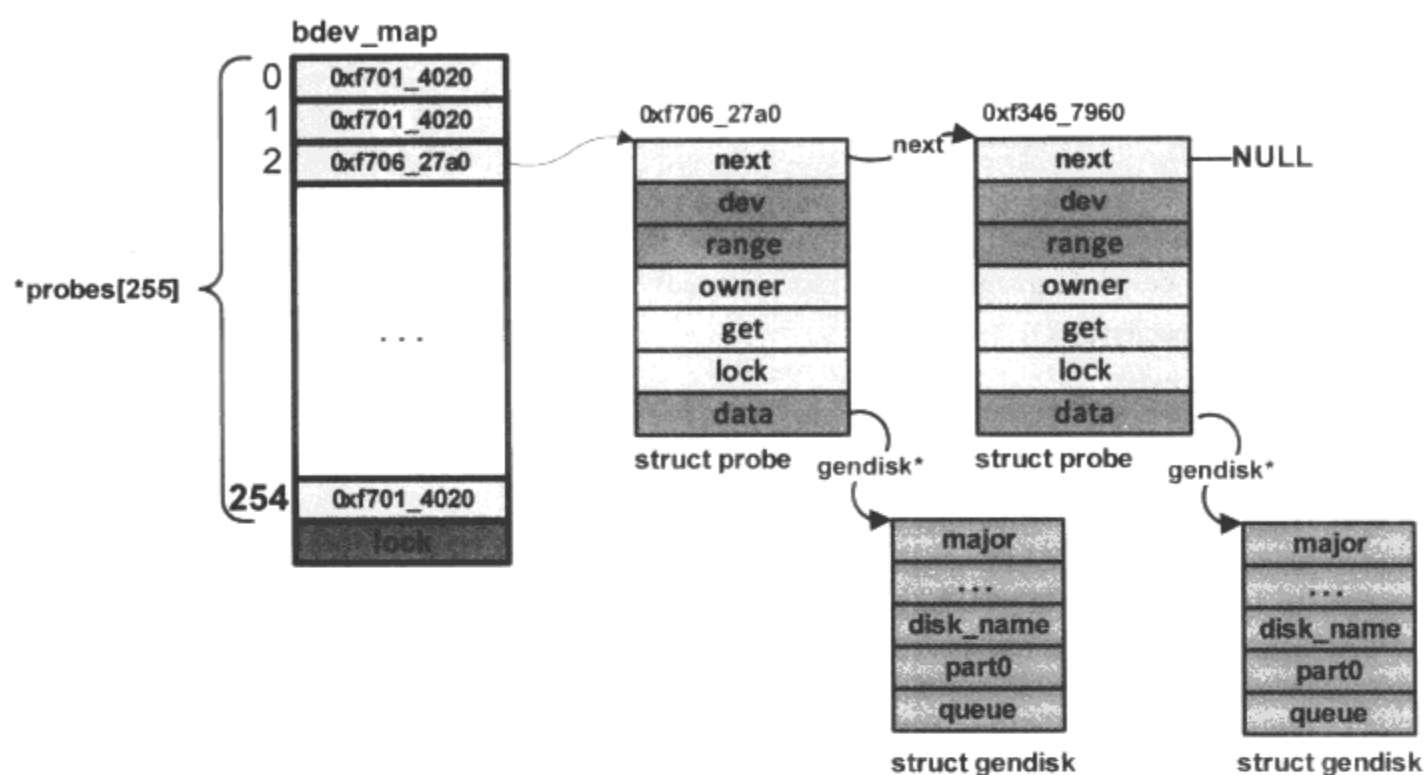 bdev_map
0 0xf701_4020
1 0xf701_4020
2 0xf706_27a0
*probes[255]
...
254 0xf701_4020
lock
0xf706_27a0
next
dev
range
owner
get
lock
data
struct probe
next
0xf346_7960
next
NULL
dev
range
owner
get
lock
data
struct probe
gendisk*
major
...
disk_name
part0
queue
struct gendisk
gendisk*
major
...
disk_name
part0
queue
struct gendisk